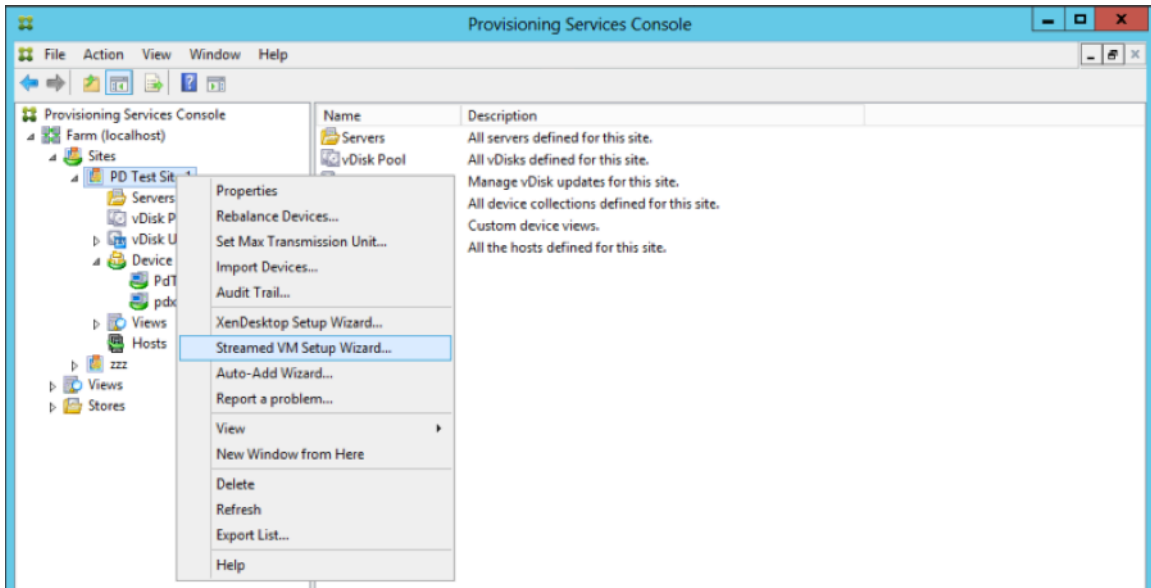 Provisioning Services Console
File Action View Window Help
Provisioning Services Console
Farm (localhost)
Sites
PD Test Site 1
Servers
vDisk P
vDisk U
Device
PdT
pdx
Views
Hosts
zzz
Views
Stores
Properties
Rebalance Devices...
Set Max Transmission Unit...
Import Devices...
Audit Trail...
XenDesktop Setup Wizard...
Streamed VM Setup Wizard...
Auto-Add Wizard...
Report a problem...
View
New Window from Here
Delete
Refresh
Export List...
Help
Name Description
Servers All servers defined for this site.
vDisk Pool All vDisks defined for this site.
Manage vDisk updates for this site.
All device collections defined for this site.
Custom device views.
All the hosts defined for this site.